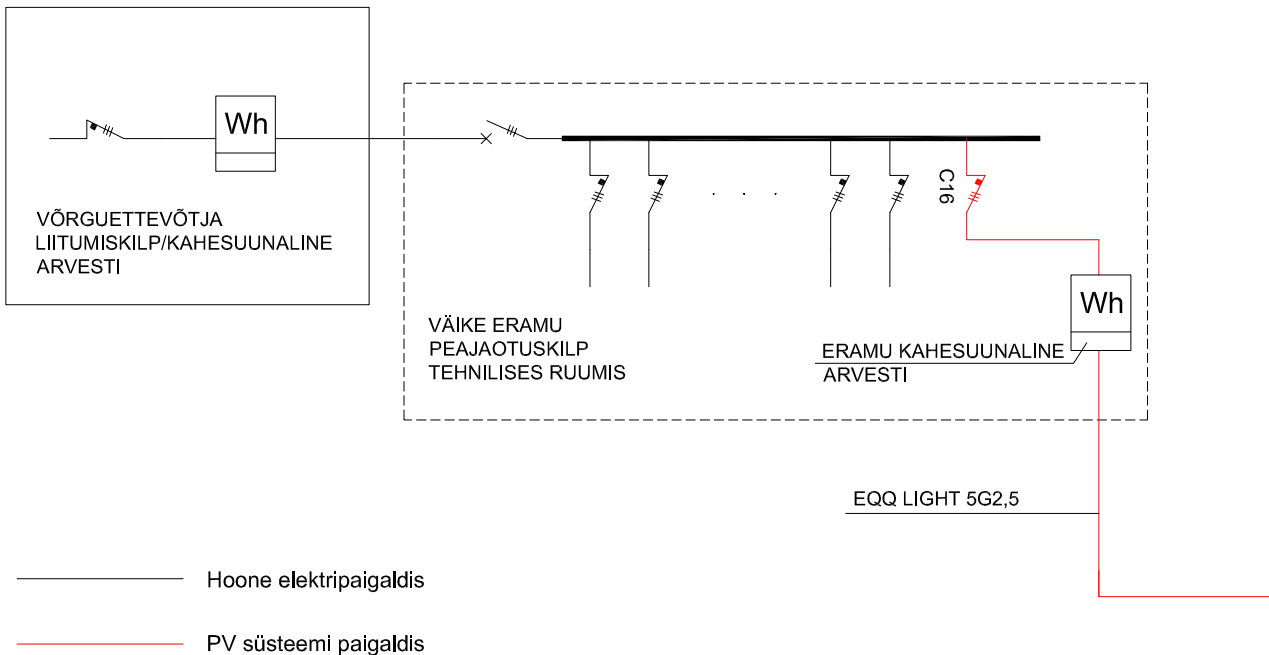 Wh
VÕRGUETTEVÕTJA
LIITUMISKILP/KAHESUUNALINE
ARVESTI
C16
Wh
VÄIKE ERAMU
PEAJAOTUSKILP
TEHNILISES RUUMIS
ERAMU KAHESUUNALINE
ARVESTI
EQQ LIGHT 5G2,5
Hoone elektripaigaldis
PV süsteemi paigaldis